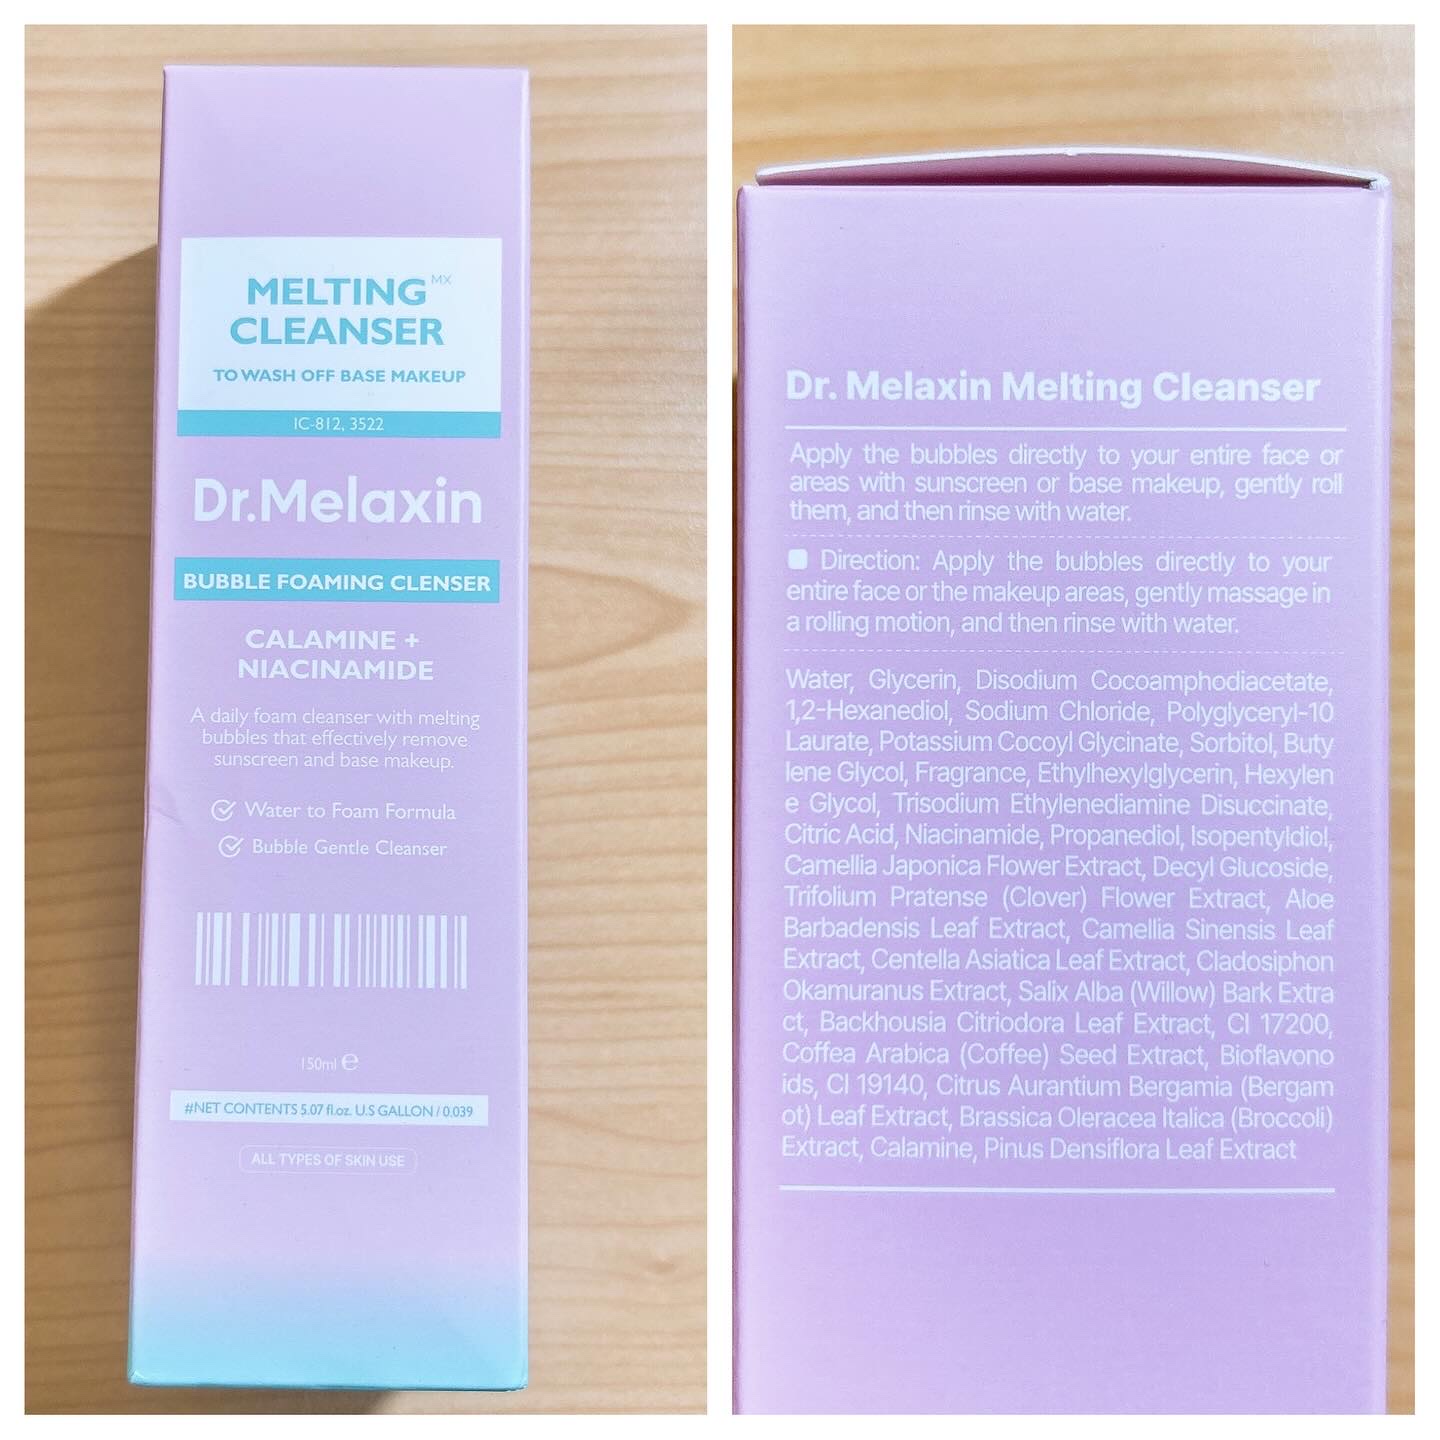 MELTING MX
CLEANSER
TO WASH OFF BASE MAKEUP
IC-812, 3522
Dr.Melaxin
BUBBLE FOAMING CLENSER
CALAMINE +
NIACINAMIDE
A daily foam cleanser with melting
bubbles that effectively remove
sunscreen and base makeup.
Water to Foam Formula
Bubble Gentle Cleanser
150ml ℮
#NET CONTENTS 5.07 fl.oz. U.S GALLON / 0.039
ALL TYPES OF SKIN USE
Dr. Melaxin Melting Cleanser
Apply the bubbles directly to your entire face or
areas with sunscreen or base makeup, gently roll
them, and then rinse with water.
Direction: Apply the bubbles directly to your
entire face or the makeup areas, gently massage in
a rolling motion, and then rinse with water.
Water, Glycerin, Disodium Cocoamphodiacetate,
1,2-Hexanediol, Sodium Chloride, Polyglyceryl-10
Laurate, Potassium Cocoyl Glycinate, Sorbitol, Buty
lene Glycol, Fragrance, Ethylhexylglycerin, Hexylen
e Glycol, Trisodium Ethylenediamine Disuccinate,
Citric Acid, Niacinamide, Propanediol, Isopentyldiol,
Camellia Japonica Flower Extract, Decyl Glucoside,
Trifolium Pratense (Clover) Flower Extract, Aloe
Barbadensis Leaf Extract, Camellia Sinensis Leaf
Extract, Centella Asiatica Leaf Extract, Cladosiphon
Okamuranus Extract, Salix Alba (Willow) Bark Extra
ct, Backhousia Citriodora Leaf Extract, CI 17200,
Coffea Arabica (Coffee) Seed Extract, Bioflavono
ids, CI 19140, Citrus Aurantium Bergamia (Bergam
ot) Leaf Extract, Brassica Oleracea Italica (Broccoli)
Extract, Calamine, Pinus Densiflora Leaf Extract